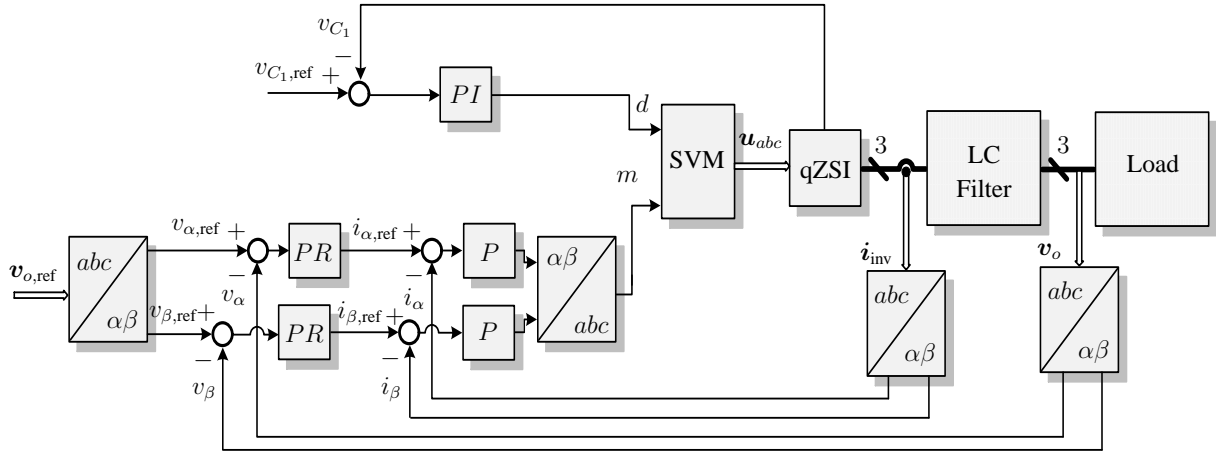 v_{C_1}
−
v_{C_1,ref} +
PI
d
SVM
u_{abc}
qZSI
3
LC
Filter
3
Load
m
v_{o,ref}
abc
αβ
v_{α,ref} +
−
v_α
PR
i_{α,ref} +
−
i_α
P
αβ
abc
v_{β,ref} +
−
v_β
PR
i_{β,ref} +
−
i_β
P
i_{inv}
abc
αβ
v_o
abc
αβ